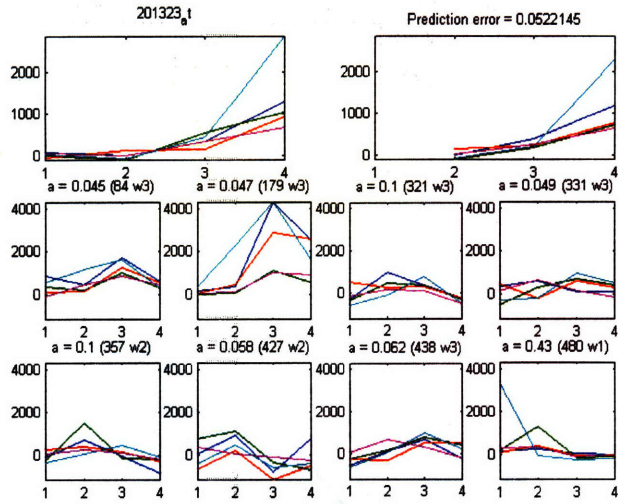 201323_at Prediction error = 0.0522145
2000 2000
1000 1000
0 0
1 2 3 4 1 2 3 4
a = 0.045 (84 w3) a = 0.047 (179 w3) a = 0.1 (321 w3) a = 0.049 (331 w3)
4000 4000 4000 4000
2000 2000 2000 2000
0 0 0 0
1 2 3 4 1 2 3 4 1 2 3 4 1 2 3 4
a = 0.1 (357 w2) a = 0.058 (427 w2) a = 0.062 (438 w3) a = 0.43 (480 w1)
4000 4000 4000 4000
2000 2000 2000 2000
0 0 0 0
1 2 3 4 1 2 3 4 1 2 3 4 1 2 3 4